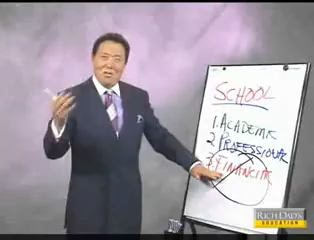 SCHOOL
1. ACADEMIC
2. PROFESSIONAL
3. FINANCIAL
RICH DAD'S
EDUCATION